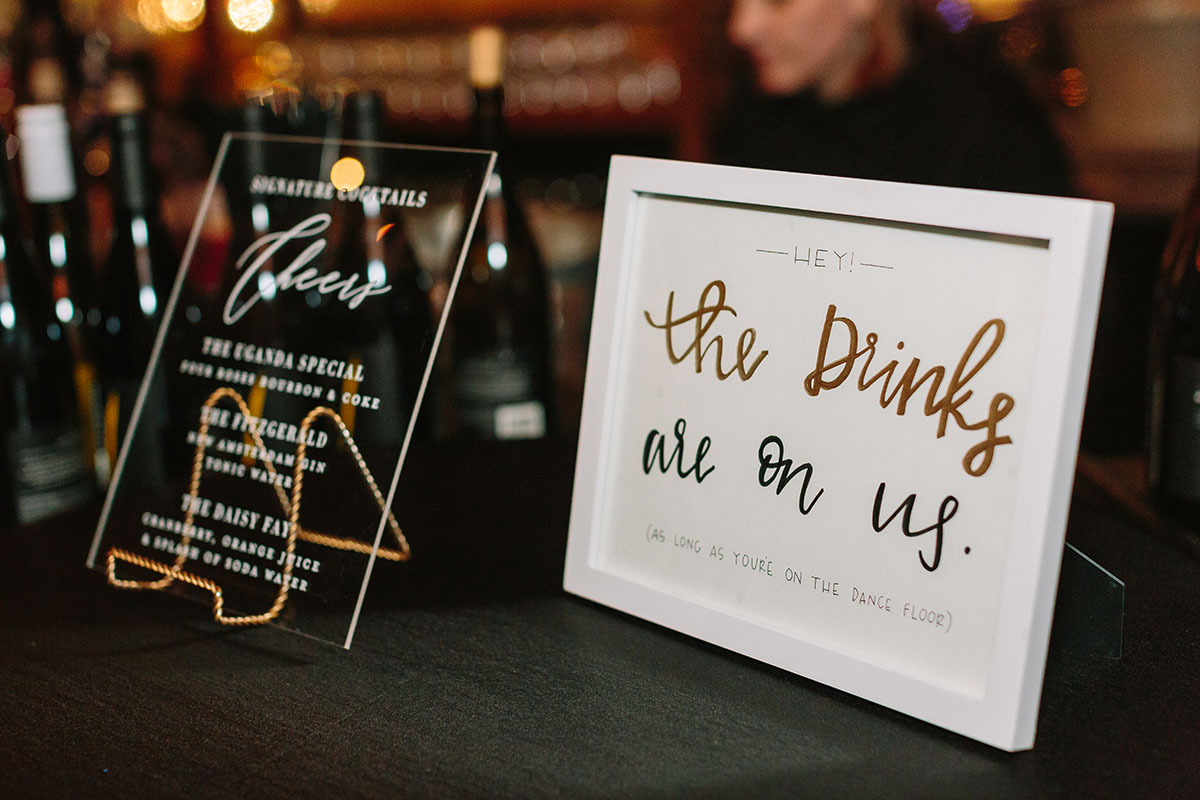 SIGNATURE COCKTAILS
Cheers
THE UGANDA SPECIAL
FOUR ROSES BOURBON & COKE
THE FITZGERALD
NEW AMSTERDAM GIN
TONIC WATER
THE DAISY FAY
CRANBERRY, ORANGE JUICE
& SPLASH OF SODA WATER
—HEY!—
the Drinks
are on us.
(AS LONG AS YOU'RE ON THE DANCE FLOOR)